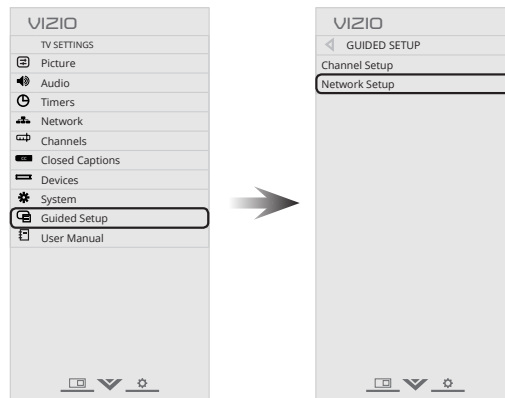 VIZIO
TV SETTINGS
Picture
Audio
Timers
Network
Channels
CC
Closed Captions
Devices
System
Guided Setup
User Manual
VIZIO
GUIDED SETUP
Channel Setup
Network Setup